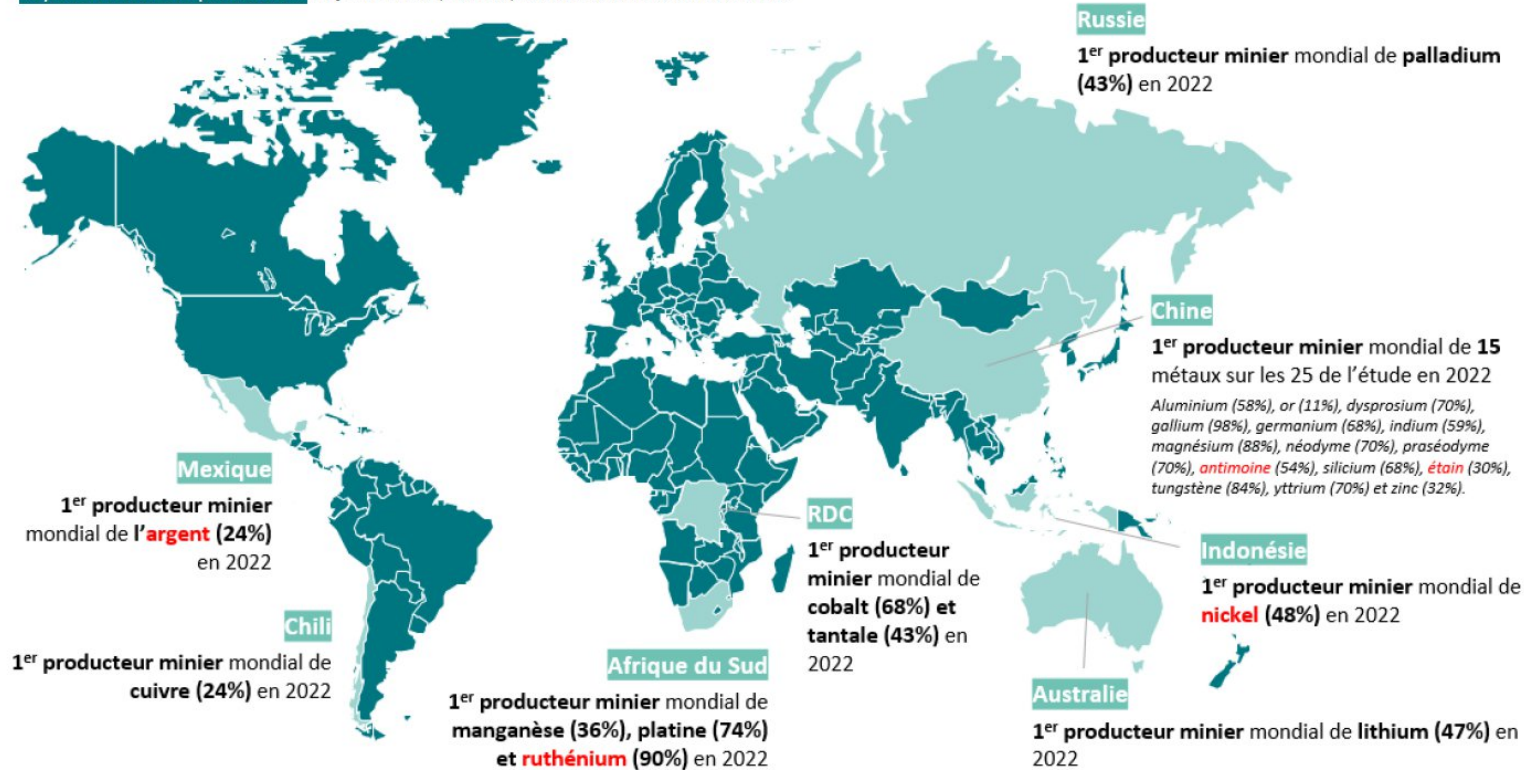 Russie
1er producteur minier mondial de palladium
(43%) en 2022
Chine
1er producteur minier mondial de 15
métaux sur les 25 de l’étude en 2022
Aluminium (58%), or (11%), dysprosium (70%),
gallium (98%), germanium (68%), indium (59%),
magnésium (88%), néodyme (70%), praséodyme
(70%), antimoine (54%), silicium (68%), étain (30%),
tungstène (84%), yttrium (70%) et zinc (32%).
Mexique
1er producteur minier
mondial de l’argent (24%)
en 2022
RDC
1er producteur
minier mondial de
cobalt (68%) et
tantale (43%) en
2022
Indonésie
1er producteur minier mondial de
nickel (48%) en 2022
Chili
1er producteur minier mondial de
cuivre (24%) en 2022
Afrique du Sud
1er producteur minier mondial de
manganèse (36%), platine (74%)
et ruthénium (90%) en 2022
Australie
1er producteur minier mondial de lithium (47%) en
2022